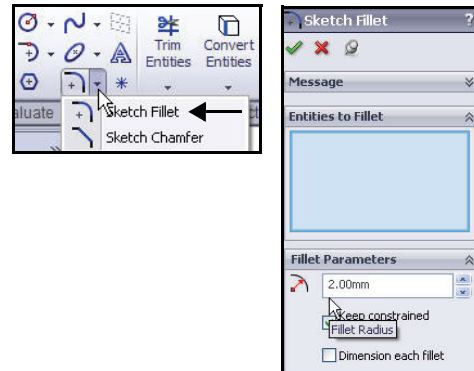 Trim
Entities
Convert
Entities
aluate
Sketch Fillet
Sketch Chamfer
Sketch Fillet
?
Message
Entities to Fillet
Fillet Parameters
2.00mm
Keep constrained
Fillet Radius
Dimension each fillet